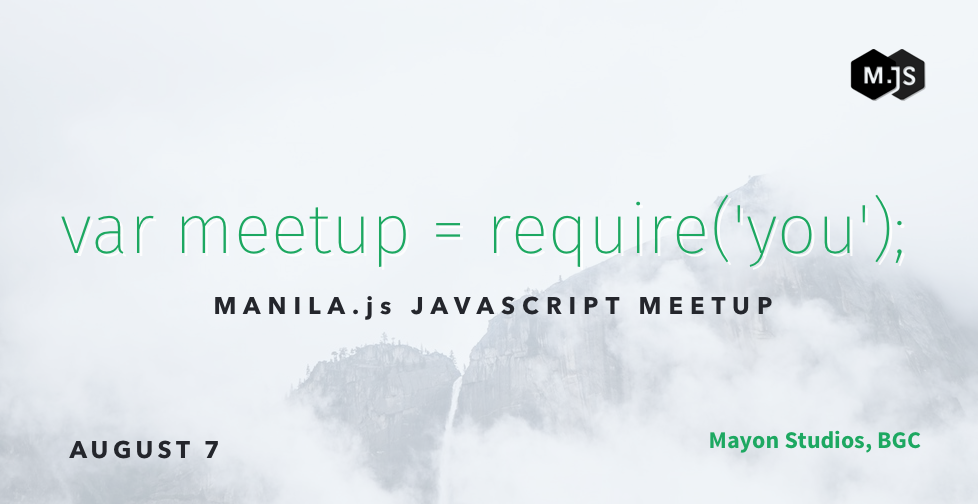 M.JS
var meetup = require('you');
MANILA.js JAVASCRIPT MEETUP
AUGUST 7
Mayon Studios, BGC